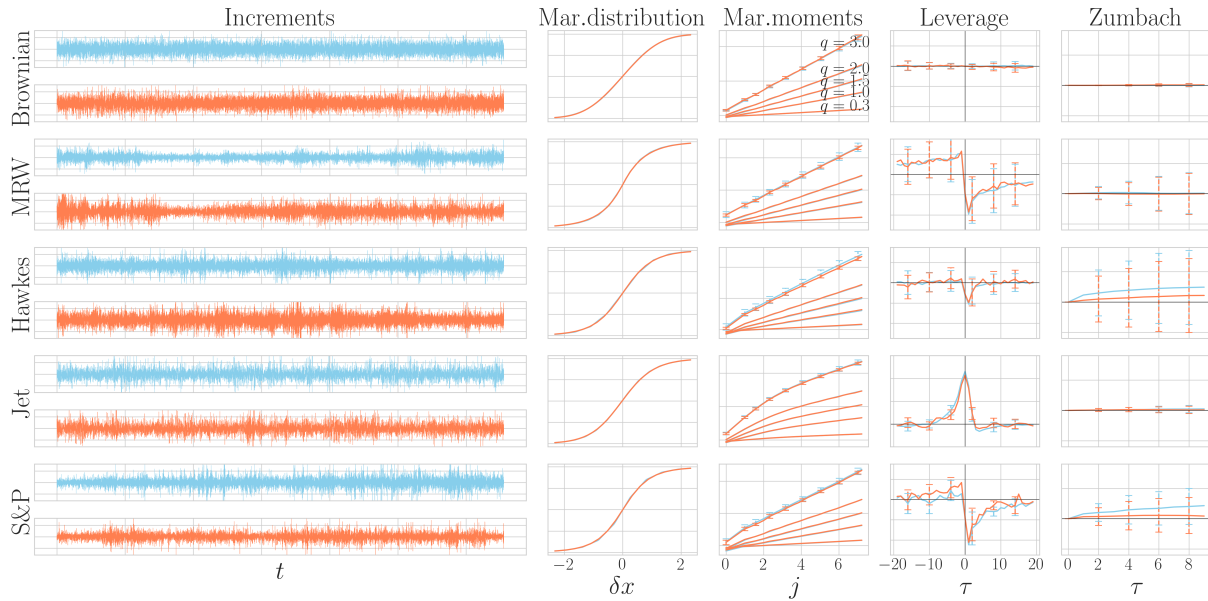 Increments Mar.distribution Mar.moments Leverage Zumbach
Brownian
q = 3.0
q = 2.0
q = 1.5
q = 1.0
q = 0.3
MRW
Hawkes
Jet
S&P
−2 0 2 0 2 4 6 −20 −10 0 10 20 0 2 4 6 8
t δx j τ τ